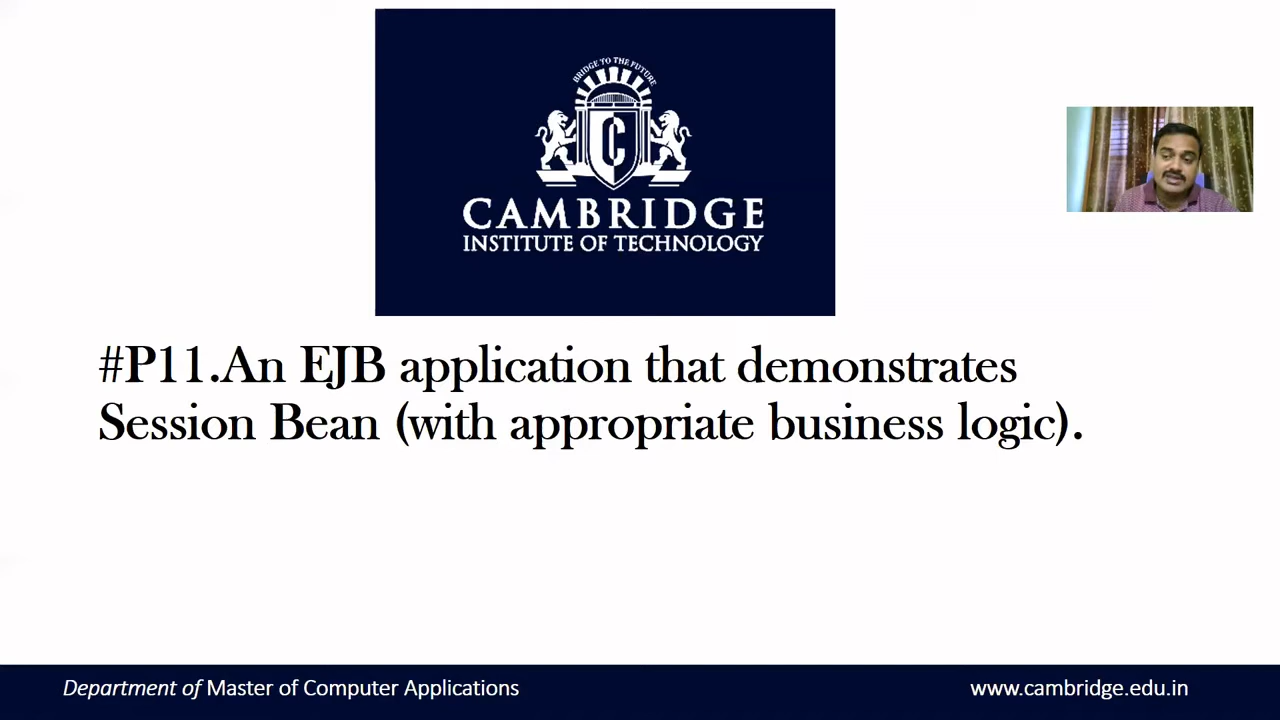 BRIDGE TO THE FUTURE
C
CAMBRIDGE
INSTITUTE OF TECHNOLOGY
#P11.An EJB application that demonstrates
Session Bean (with appropriate business logic).
Department of Master of Computer Applications
www.cambridge.edu.in